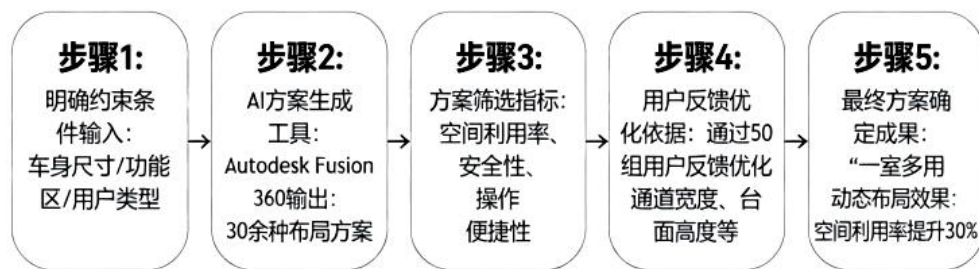 步骤1:
明确约束条
件输入：
车身尺寸/功能
区/用户类型
步骤2:
AI方案生成
工具：
Autodesk Fusion
360输出：
30余种布局方案
步骤3:
方案筛选指标：
空间利用率、
安全性、
操作
便捷性
步骤4:
用户反馈优
化依据：通过50
组用户反馈优化
通道宽度、台
面高度等
步骤5:
最终方案确
定成果：
“一室多用
动态布局效果：
空间利用率提升30%